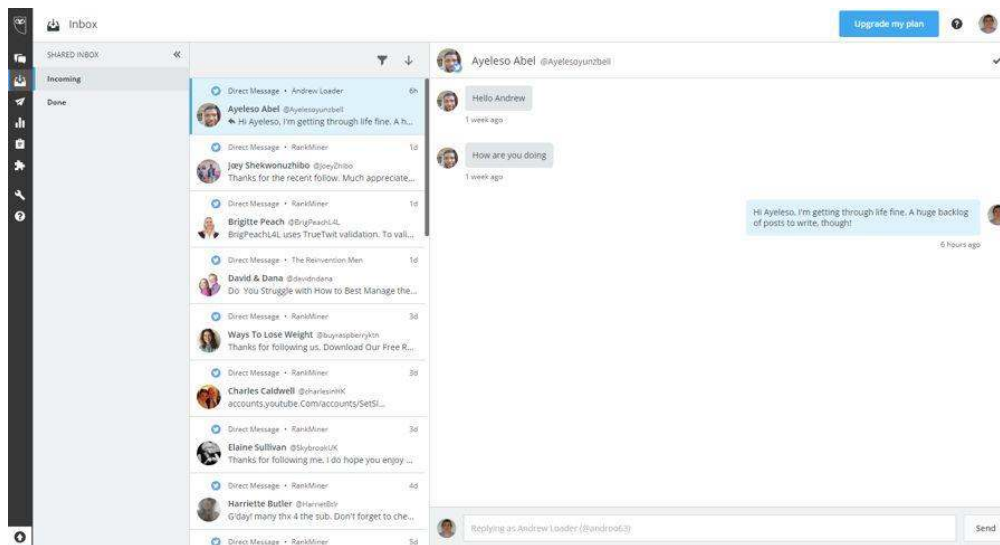 Inbox
Upgrade my plan
SHARED INBOX
Incoming
Done
Direct Message • Andrew Loader 6h
Ayeleso Abel @Ayelesoyunzbell
Hi Ayeleso, I'm getting through life fine. A h...
Direct Message • RankMiner 1d
Joey Shekwonuzhibo @JoeyZhibo
Thanks for the recent follow. Much appreciate...
Direct Message • RankMiner 1d
Brigitte Peach @BrigPeachL4L
BrigPeachL4L uses TrueTwit validation. To vali...
Direct Message • The Reinvention Men 1d
David & Dana @davidndana
Do You Struggle with How to Best Manage the...
Direct Message • RankMiner 3d
Ways To Lose Weight @buyraspberryktn
Thanks for following us. Download Our Free R...
Direct Message • RankMiner 3d
Charles Caldwell @charlesinHK
accounts.youtube.Com/accounts/SetSI...
Direct Message • RankMiner 3d
Elaine Sullivan @SkybrookUK
Thanks for following me. I do hope you enjoy ...
Direct Message • RankMiner 4d
Harriette Butler @HarrietBtlr
G'day! many thx 4 the sub. Don't forget to che...
Direct Message • RankMiner 5d
Ayeleso Abel @Ayelesoyunzbell
Hello Andrew
1 week ago
How are you doing
1 week ago
Hi Ayeleso, I'm getting through life fine. A huge backlog
of posts to write, though!
6 hours ago
Replying as Andrew Loader (@androo63)
Send